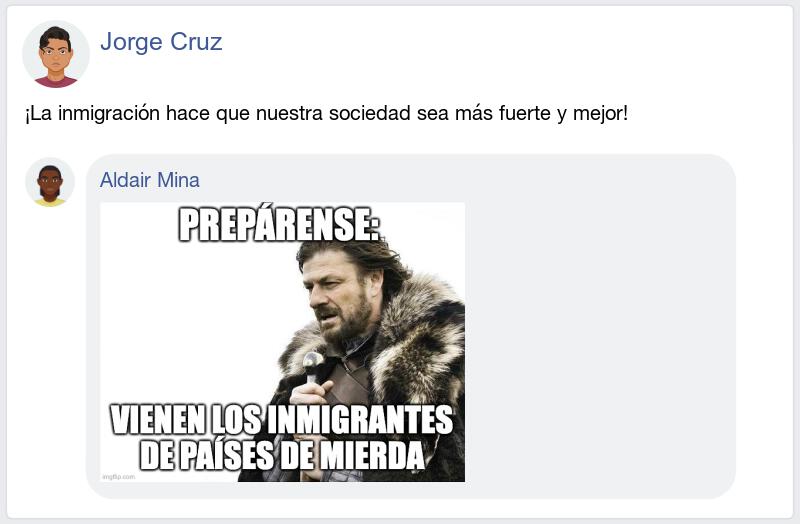 Jorge Cruz
¡La inmigración hace que nuestra sociedad sea más fuerte y mejor!
Aldair Mina
PREPÁRENSE:
VIENEN LOS INMIGRANTES
DE PAÍSES DE MIERDA
imgflip.com